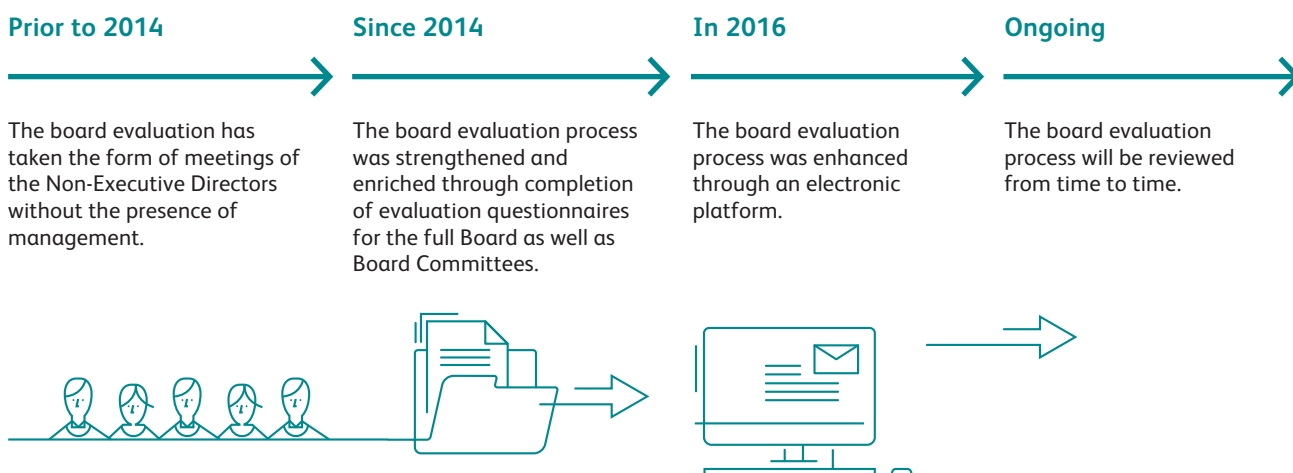 Prior to 2014
The board evaluation has
taken the form of meetings of
the Non-Executive Directors
without the presence of
management.
Since 2014
The board evaluation process
was strengthened and
enriched through completion
of evaluation questionnaires
for the full Board as well as
Board Committees.
In 2016
The board evaluation
process was enhanced
through an electronic
platform.
Ongoing
The board evaluation
process will be reviewed
from time to time.